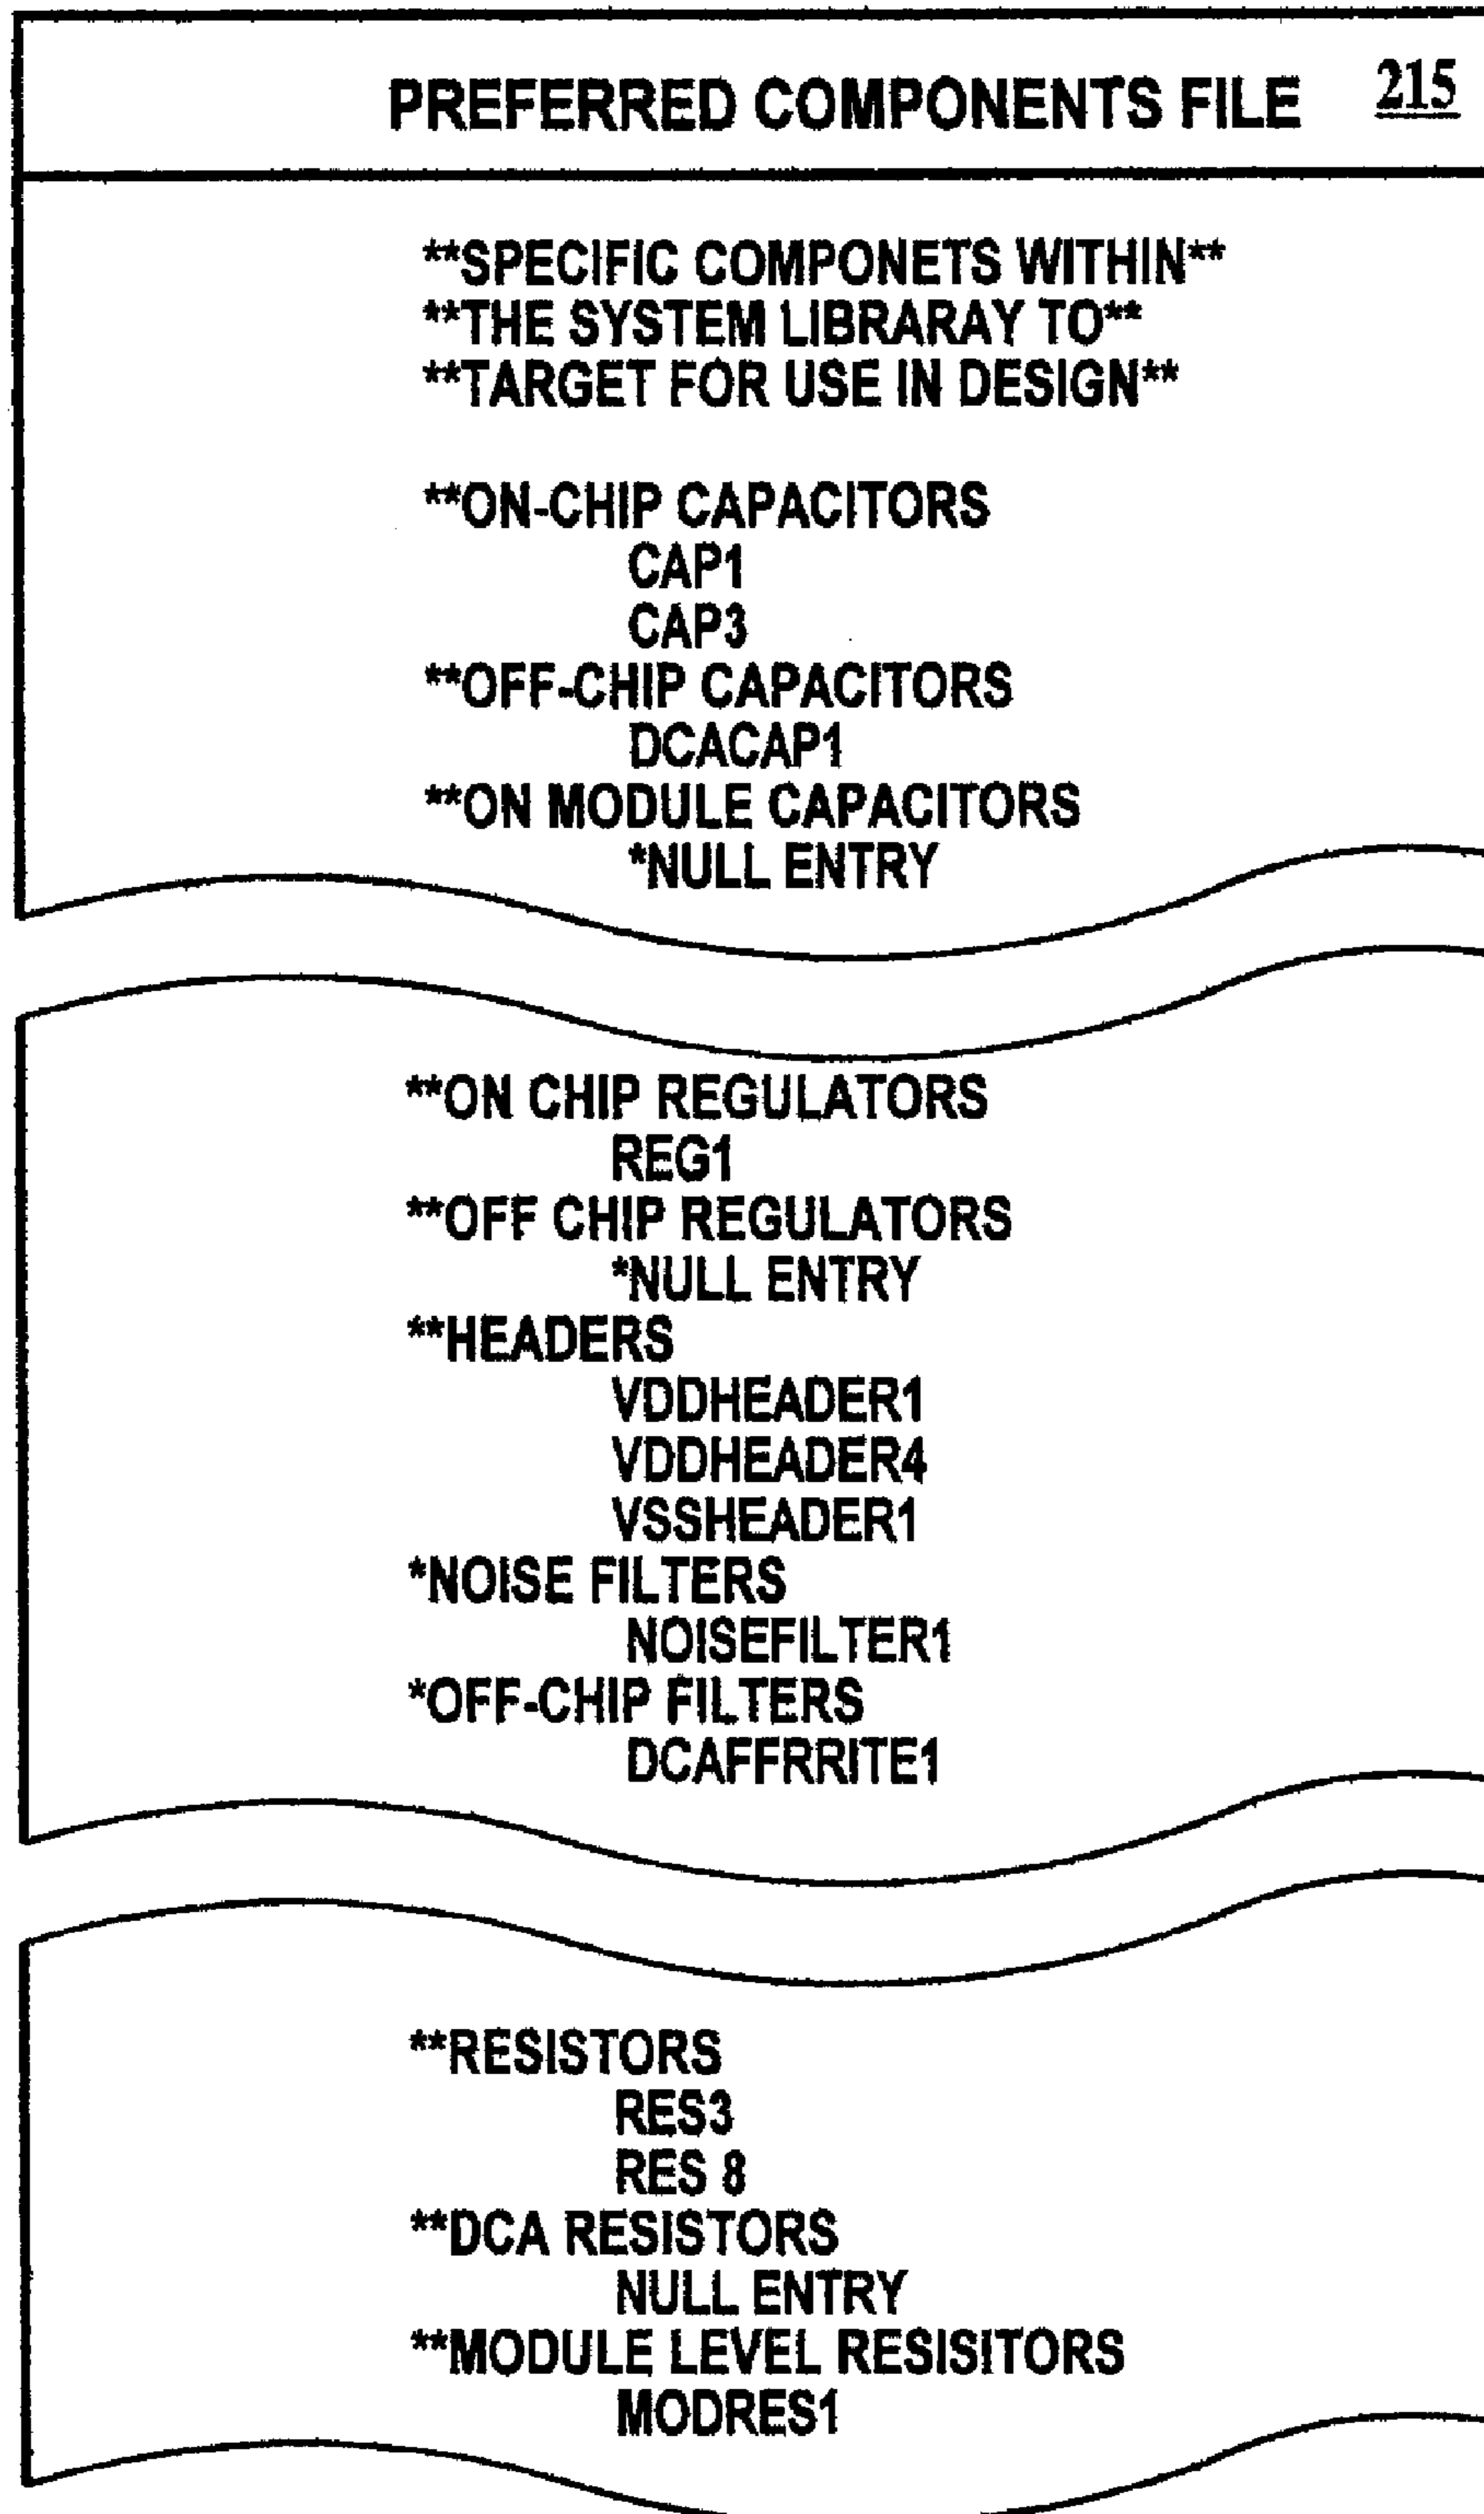 PREFERRED COMPONENTS FILE 215
**SPECIFIC COMPONETS WITHIN**
**THE SYSTEM LIBRARAY TO**
**TARGET FOR USE IN DESIGN**
**ON-CHIP CAPACITORS
CAP1
CAP3
**OFF-CHIP CAPACITORS
DCACAP1
**ON MODULE CAPACITORS
*NULL ENTRY
**ON CHIP REGULATORS
REG1
**OFF CHIP REGULATORS
*NULL ENTRY
**HEADERS
VDDHEADER1
VDDHEADER4
VSSHEADER1
*NOISE FILTERS
NOISEFILTER1
*OFF-CHIP FILTERS
DCAFFRRITE1
**RESISTORS
RES3
RES 8
**DCA RESISTORS
NULL ENTRY
**MODULE LEVEL RESISITORS
MODRES1